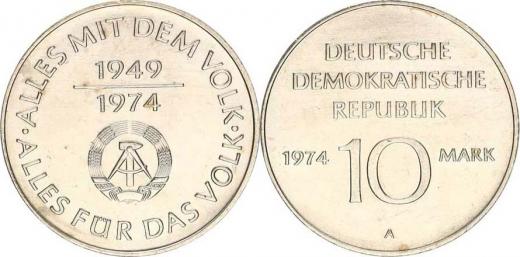 · ALLES MIT DEM VOLK ·
ALLES FÜR DAS VOLK
1949
1974
DEUTSCHE
DEMOKRATISCHE
REPUBLIK
1974 10 MARK
A